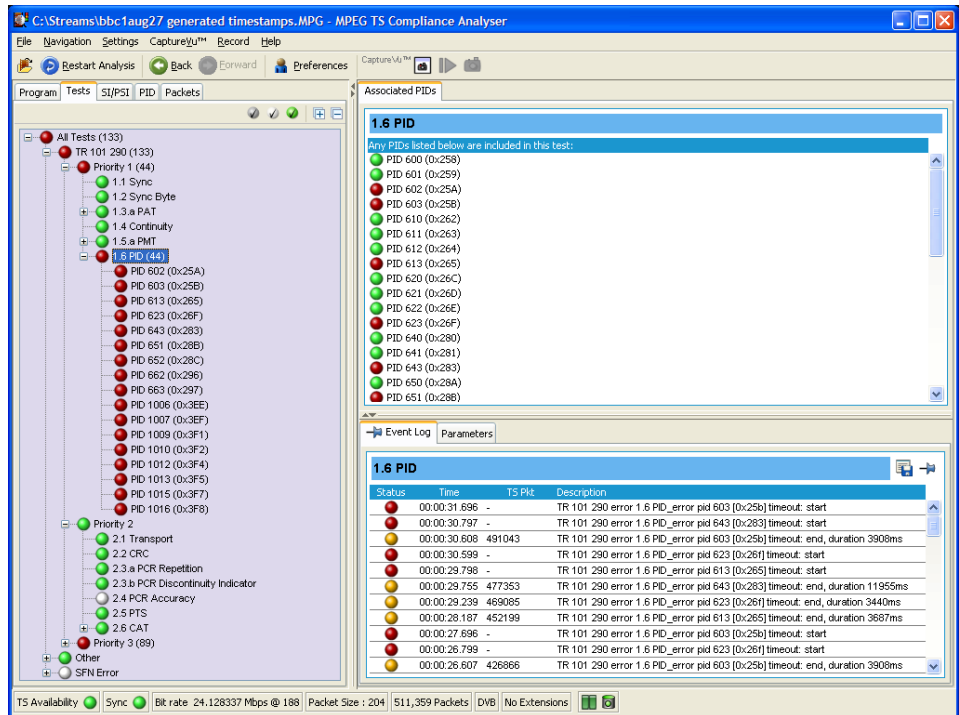 C:\Streams\bbc1aug27 generated timestamps.MPG - MPEG TS Compliance Analyser
File Navigation Settings CaptureVu™ Record Help
Restart Analysis Back Forward Preferences CaptureVu™
Program Tests SI/PSI PID Packets
All Tests (133)
TR 101 290 (133)
Priority 1 (44)
1.1 Sync
1.2 Sync Byte
1.3.a PAT
1.4 Continuity
1.5.a PMT
1.6 PID (44)
PID 602 (0x25A)
PID 603 (0x25B)
PID 613 (0x265)
PID 623 (0x26F)
PID 643 (0x283)
PID 651 (0x28B)
PID 652 (0x28C)
PID 662 (0x296)
PID 663 (0x297)
PID 1006 (0x3EE)
PID 1007 (0x3EF)
PID 1009 (0x3F1)
PID 1010 (0x3F2)
PID 1012 (0x3F4)
PID 1013 (0x3F5)
PID 1015 (0x3F7)
PID 1016 (0x3F8)
Priority 2
2.1 Transport
2.2 CRC
2.3.a PCR Repetition
2.3.b PCR Discontinuity Indicator
2.4 PCR Accuracy
2.5 PTS
2.6 CAT
Priority 3 (89)
Other
SFN Error
Associated PIDs
1.6 PID
Any PIDs listed below are included in this test:
PID 600 (0x258)
PID 601 (0x259)
PID 602 (0x25A)
PID 603 (0x25B)
PID 610 (0x262)
PID 611 (0x263)
PID 612 (0x264)
PID 613 (0x265)
PID 620 (0x26C)
PID 621 (0x26D)
PID 622 (0x26E)
PID 623 (0x26F)
PID 640 (0x280)
PID 641 (0x281)
PID 643 (0x283)
PID 650 (0x28A)
PID 651 (0x28B)
Event Log Parameters
1.6 PID
Status Time TS Pkt Description
00:00:31.696 - TR 101 290 error 1.6 PID_error pid 603 [0x25b] timeout: start
00:00:30.797 - TR 101 290 error 1.6 PID_error pid 643 [0x283] timeout: start
00:00:30.608 491043 TR 101 290 error 1.6 PID_error pid 603 [0x25b] timeout: end, duration 3908ms
00:00:30.599 - TR 101 290 error 1.6 PID_error pid 623 [0x26f] timeout: start
00:00:29.798 - TR 101 290 error 1.6 PID_error pid 613 [0x265] timeout: start
00:00:29.755 477353 TR 101 290 error 1.6 PID_error pid 643 [0x283] timeout: end, duration 11955ms
00:00:29.239 469085 TR 101 290 error 1.6 PID_error pid 623 [0x26f] timeout: end, duration 3440ms
00:00:28.187 452199 TR 101 290 error 1.6 PID_error pid 613 [0x265] timeout: end, duration 3687ms
00:00:27.696 - TR 101 290 error 1.6 PID_error pid 603 [0x25b] timeout: start
00:00:26.799 - TR 101 290 error 1.6 PID_error pid 623 [0x26f] timeout: start
00:00:26.607 426866 TR 101 290 error 1.6 PID_error pid 603 [0x25b] timeout: end, duration 3908ms
TS Availability Sync Bit rate 24.128337 Mbps @ 188 Packet Size : 204 511,359 Packets DVB No Extensions